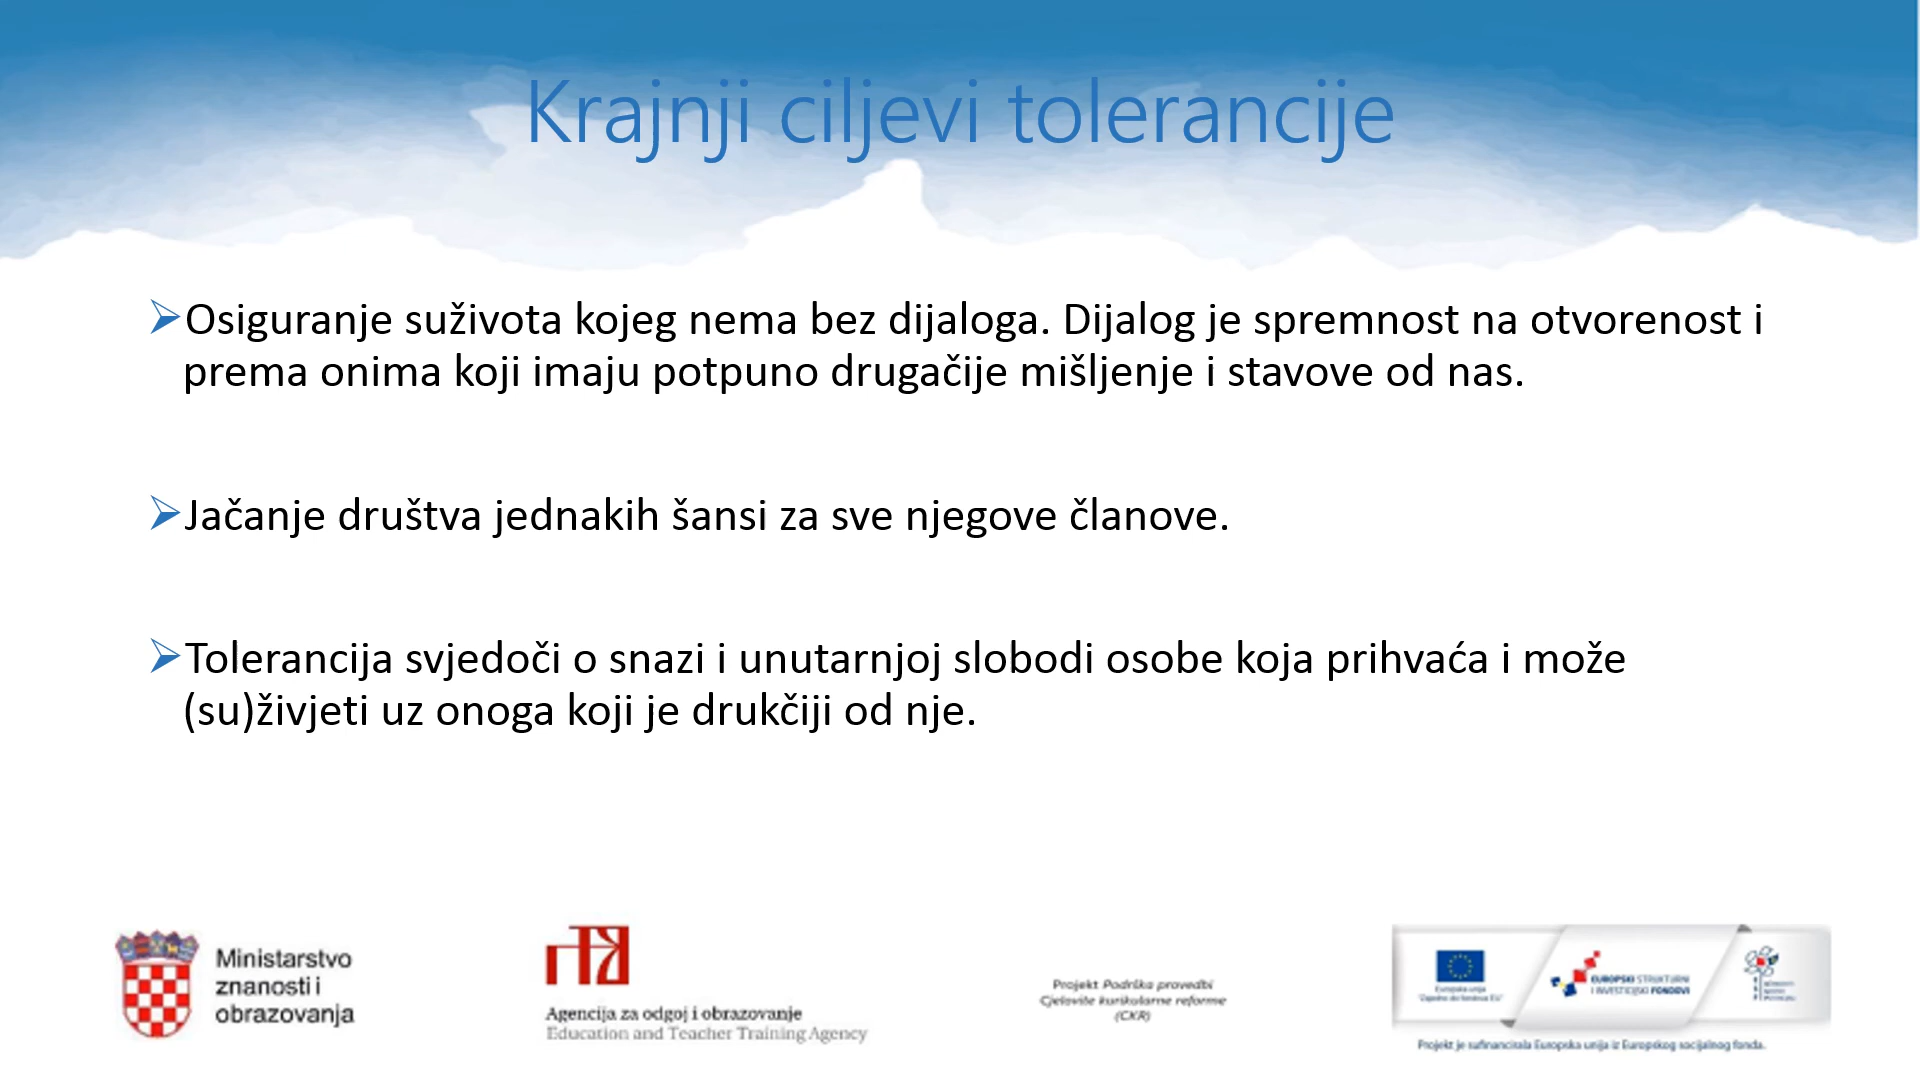 Krajnji ciljevi tolerancije
➢Osiguranje suživota kojeg nema bez dijaloga. Dijalog je spremnost na otvorenost i
prema onima koji imaju potpuno drugačije mišljenje i stavove od nas.
➢Jačanje društva jednakih šansi za sve njegove članove.
➢Tolerancija svjedoči o snazi i unutarnjoj slobodi osobe koja prihvaća i može
(su)živjeti uz onoga koji je drukčiji od nje.
Ministarstvo
znanosti i
obrazovanja
Agencija za odgoj i obrazovanje
Education and Teacher Training Agency
Projekt Podrška provedbi
Cjelovite kurikularne reforme
(CKR)
Europska unija
"Zajedno do fondova EU"
EUROPSKI STRUKTURNI
I INVESTICIJSKI FONDOVI
Projekt je sufinancirala Europska unija iz Europskog socijalnog fonda.